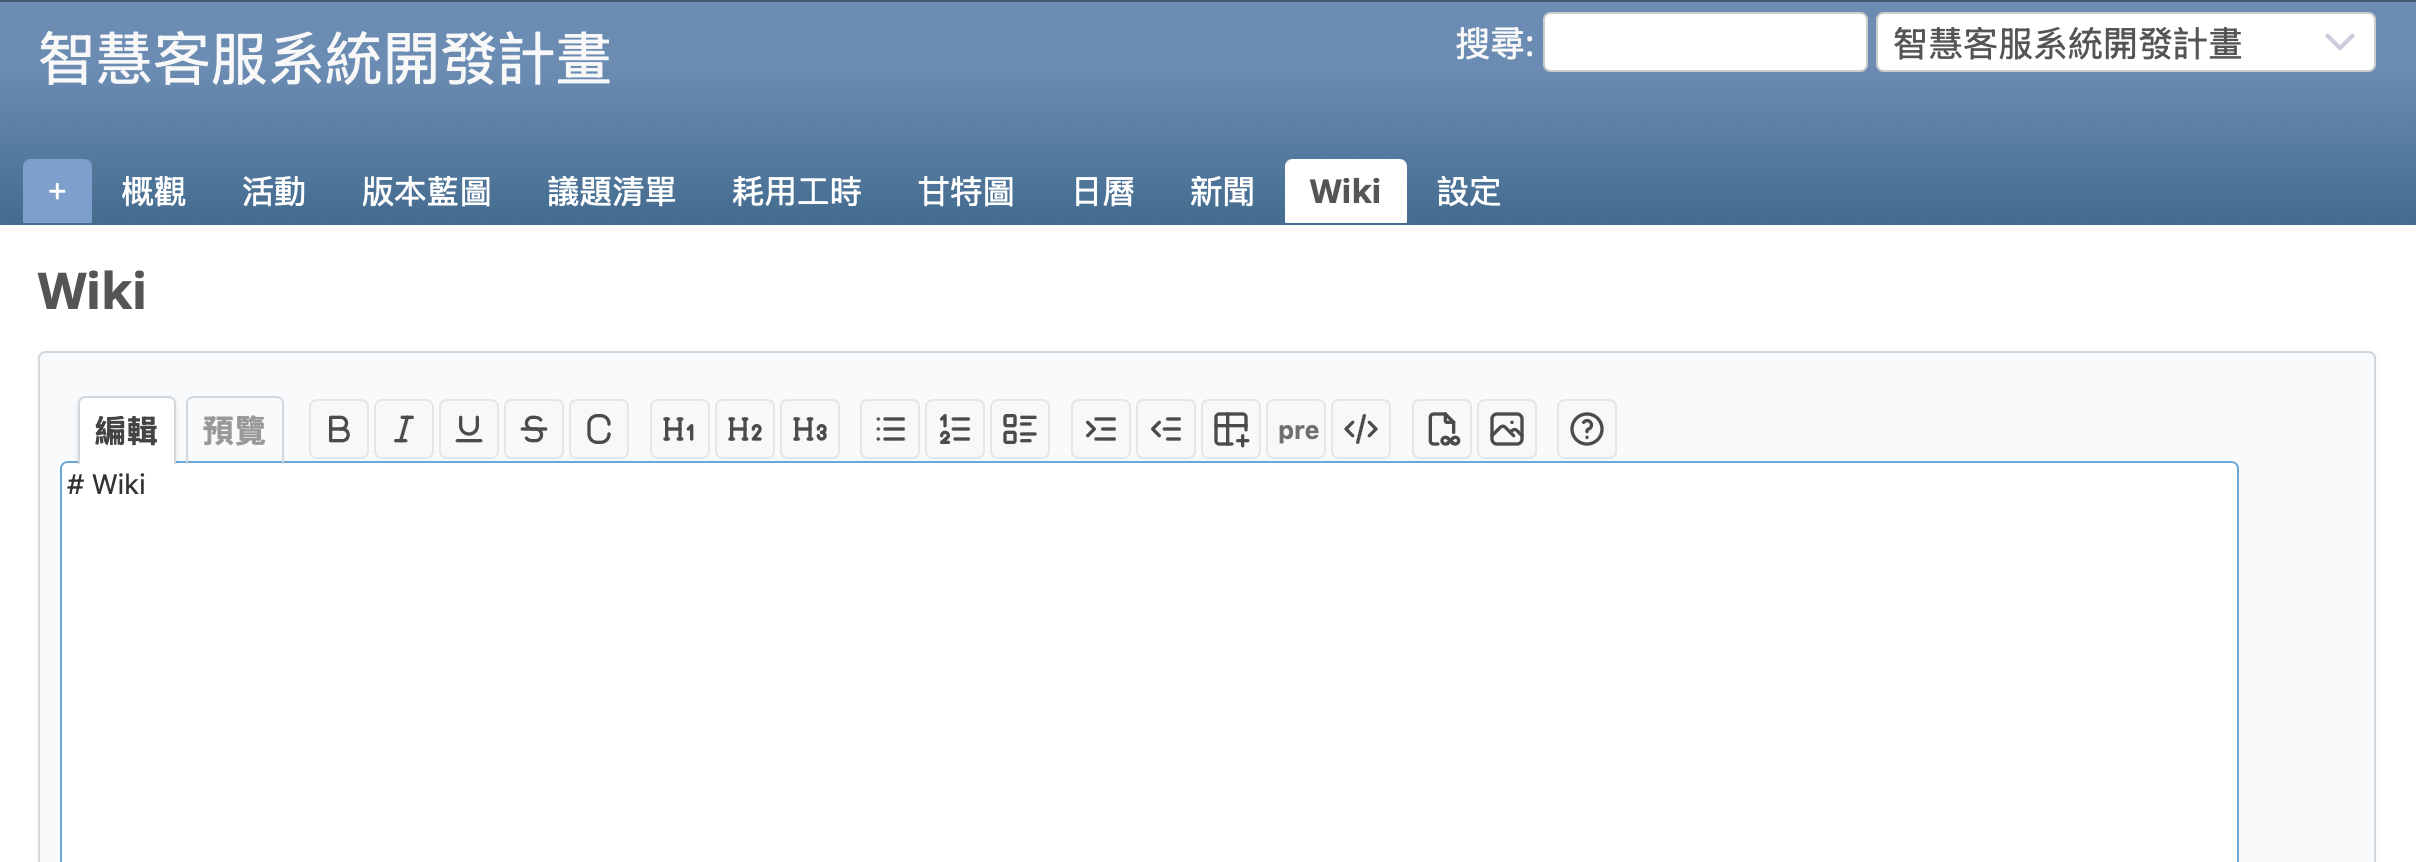 智慧客服系統開發計畫
搜尋: 智慧客服系統開發計畫
+ 概觀 活動 版本藍圖 議題清單 耗用工時 甘特圖 日曆 新聞 Wiki 設定
Wiki
編輯 預覽 B I U S C H1 H2 H3 pre </> ?
# Wiki